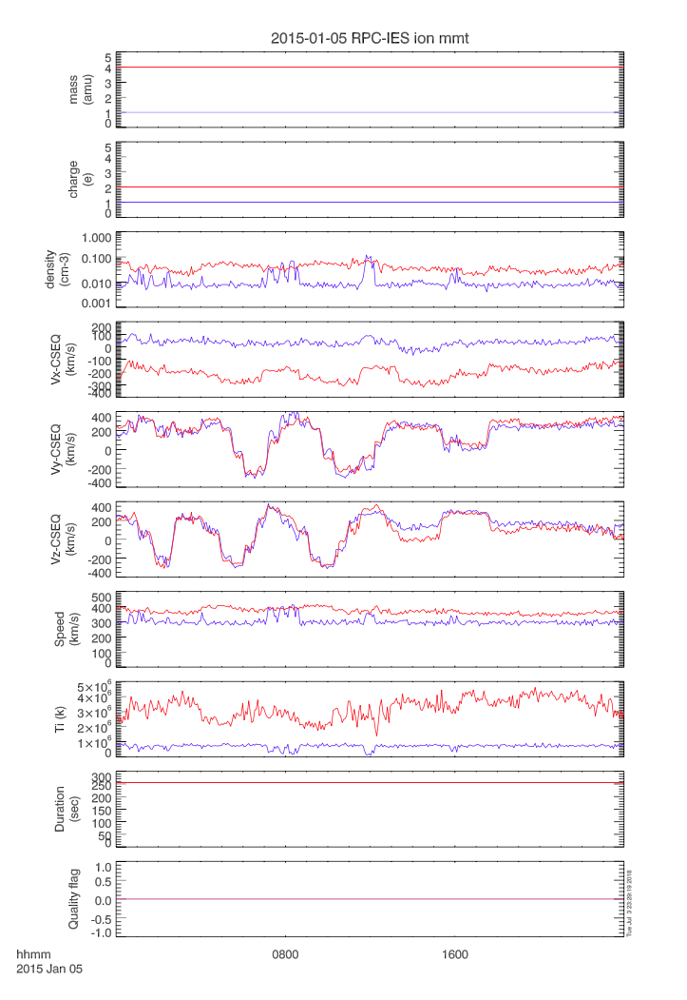 2015-01-05 RPC-IES ion mmt
mass
(amu)
5
4
3
2
1
0
charge
(e)
5
4
3
2
1
0
density
(cm-3)
1.000
0.100
0.010
0.001
Vx-CSEQ
(km/s)
200
100
0
-100
-200
-300
-400
Vy-CSEQ
(km/s)
400
200
0
-200
-400
Vz-CSEQ
(km/s)
400
200
0
-200
-400
Speed
(km/s)
500
400
300
200
100
0
Ti (k)
5×10⁶
4×10⁶
3×10⁶
2×10⁶
1×10⁶
0
Duration
(sec)
300
250
200
150
100
50
0
Quality flag
1.0
0.5
0.0
-0.5
-1.0
Tue Jul 3 23:29:19 2018
hhmm
2015 Jan 05
0800
1600